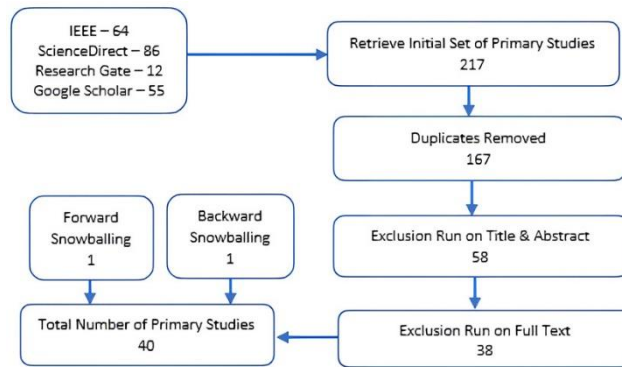 IEEE – 64
ScienceDirect – 86
Research Gate – 12
Google Scholar – 55
Retrieve Initial Set of Primary Studies
217
Duplicates Removed
167
Exclusion Run on Title & Abstract
58
Exclusion Run on Full Text
38
Forward
Snowballing
1
Backward
Snowballing
1
Total Number of Primary Studies
40